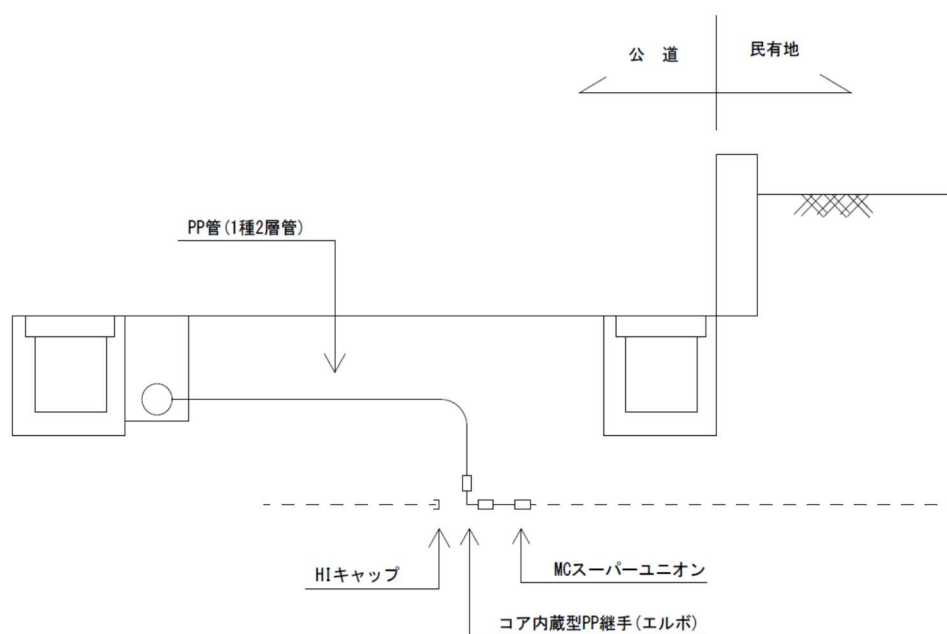 公 道
民有地
PP管(1種2層管)
HIキャップ
MCスーパーユニオン
コア内蔵型PP継手(エルボ)